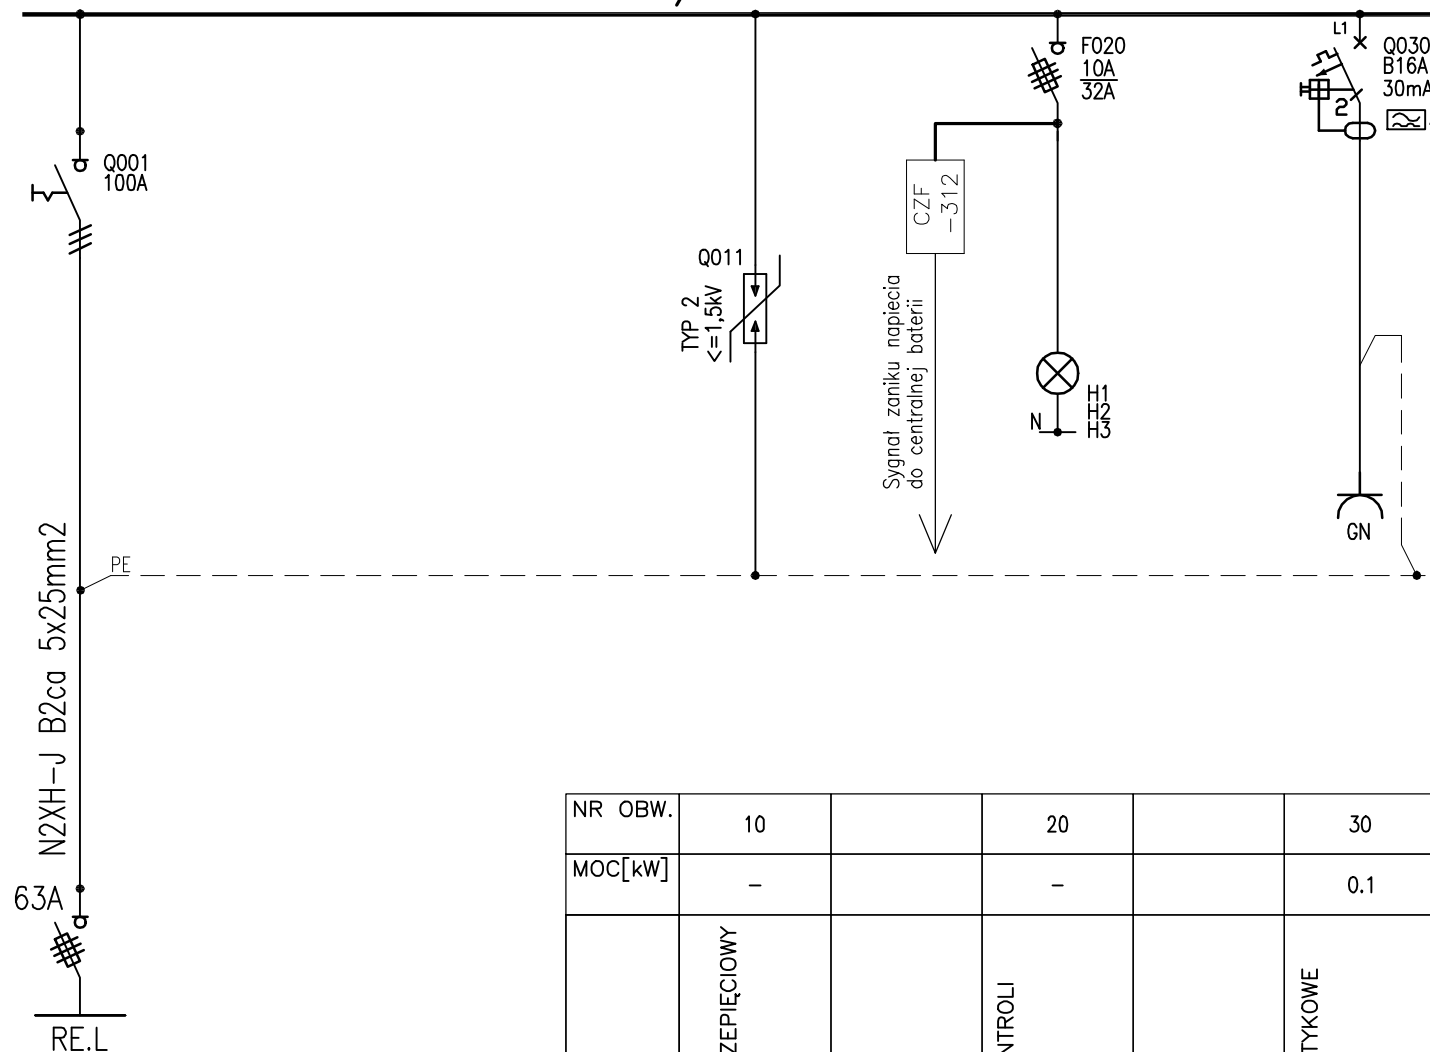 L1
F020
10A
32A
Q030
B16A
30mA
2
Q001
100A
CZF
-312
Q011
TYP 2
<=1,5kV
Sygnał zaniku napiecia
do centralnej baterii
H1
H2
H3
N
GN
PE
N2XH-J B2ca 5x25mm2
63A
RE.L
NR OBW.
10
20
30
MOC[kW]
-
-
0.1
ZEPIĘCIOWY
NTROLI
TYKOWE